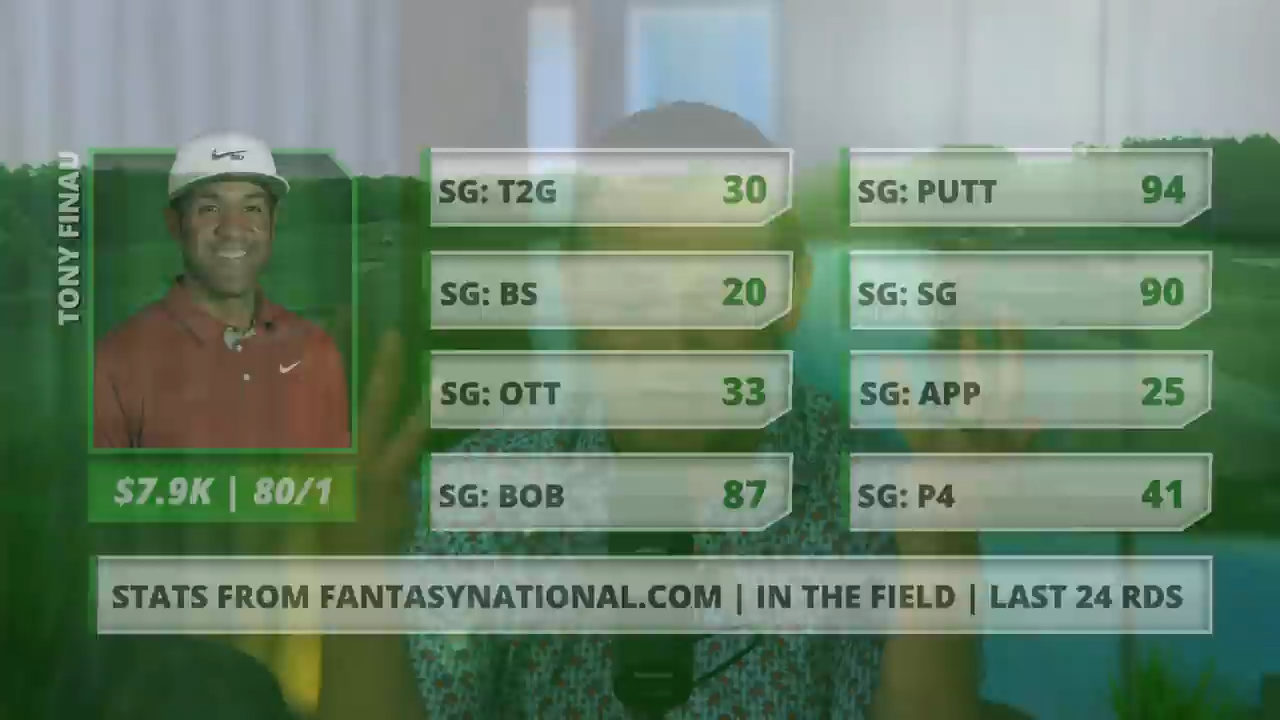 TONY FINAU
$7.9K | 80/1
SG: T2G 30
SG: BS 20
SG: OTT 33
SG: BOB 87
SG: PUTT 94
SG: SG 90
SG: APP 25
SG: P4 41
STATS FROM FANTASYNATIONAL.COM | IN THE FIELD | LAST 24 RDS